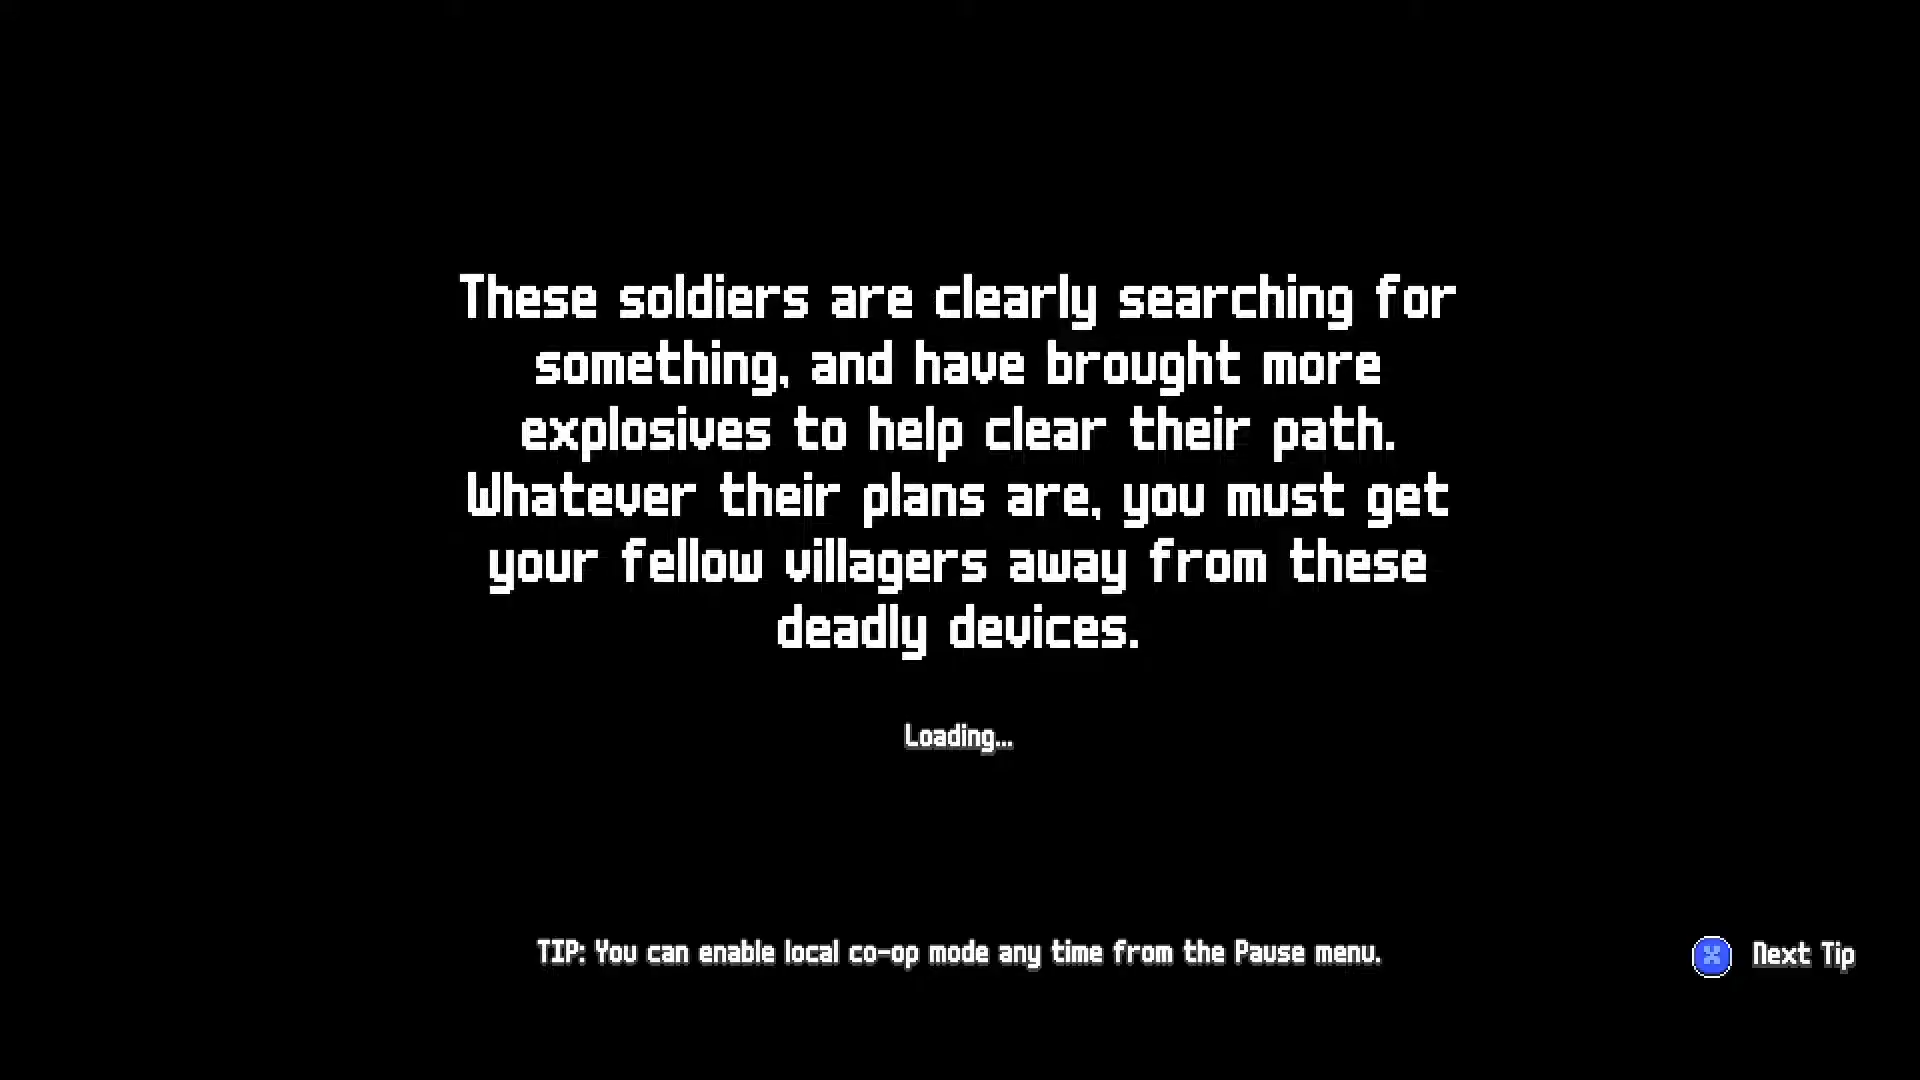 These soldiers are clearly searching for
something, and have brought more
explosives to help clear their path.
Whatever their plans are, you must get
your fellow villagers away from these
deadly devices.
Loading...
TIP: You can enable local co-op mode any time from the Pause menu.
X Next Tip